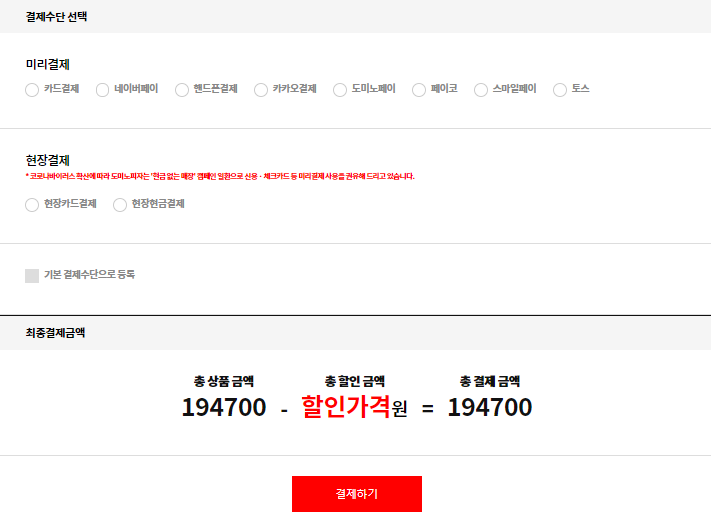 결제수단 선택
미리결제
카드결제 네이버페이 핸드폰결제 카카오결제 도미노페이 페이코 스마일페이 토스
현장결제
* 코로나바이러스 확산에 따라 도미노피자는 '현금 없는 매장' 캠페인 일환으로 신용・체크카드 등 미리결제 사용을 권유해 드리고 있습니다.
현장카드결제 현장현금결제
기본 결제수단으로 등록
최종결제금액
총 상품 금액 총 할인 금액 총 결제 금액
194700 - 할인가격원 = 194700
결제하기